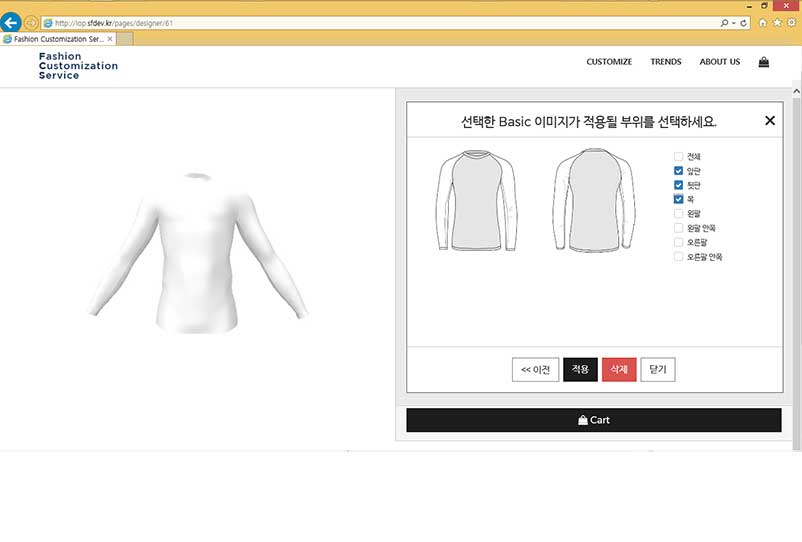 http://lop.sfdev.kr/pages/designer/61
Fashion Customization Ser...
Fashion
Customization
Service
CUSTOMIZE TRENDS ABOUT US
선택한 Basic 이미지가 적용될 부위를 선택하세요.
전체
앞단
뒷단
목
왼팔
왼팔 안쪽
오른팔
오른팔 안쪽
<< 이전 적용 삭제 닫기
Cart